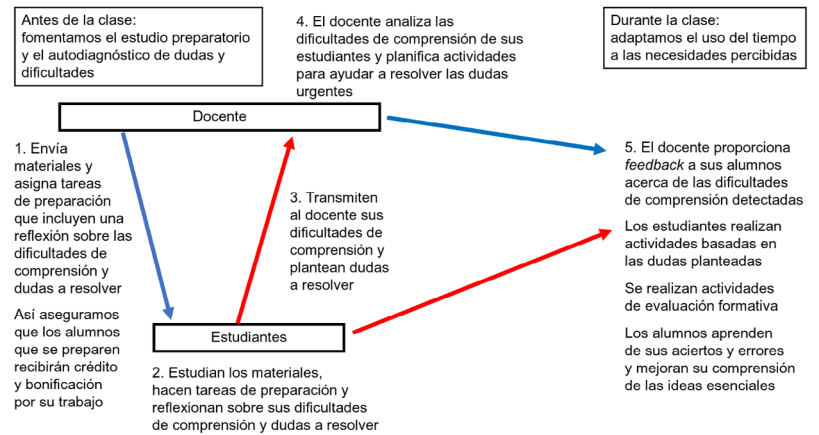 Antes de la clase:
fomentamos el estudio preparatorio
y el autodiagnóstico de dudas y
dificultades
4. El docente analiza las
dificultades de comprensión de sus
estudiantes y planifica actividades
para ayudar a resolver las dudas
urgentes
Durante la clase:
adaptamos el uso del tiempo
a las necesidades percibidas
Docente
1. Envía
materiales y
asigna tareas
de preparación
que incluyen una
reflexión sobre las
dificultades de
comprensión y
dudas a resolver
Así aseguramos
que los alumnos
que se preparen
recibirán crédito
y bonificación
por su trabajo
3. Transmiten
al docente sus
dificultades de
comprensión y
plantean dudas
a resolver
Estudiantes
2. Estudian los materiales,
hacen tareas de preparación y
reflexionan sobre sus dificultades
de comprensión y dudas a resolver
5. El docente proporciona
feedback a sus alumnos
acerca de las dificultades
de comprensión detectadas
Los estudiantes realizan
actividades basadas en
las dudas planteadas
Se realizan actividades
de evaluación formativa
Los alumnos aprenden
de sus aciertos y errores
y mejoran su comprensión
de las ideas esenciales